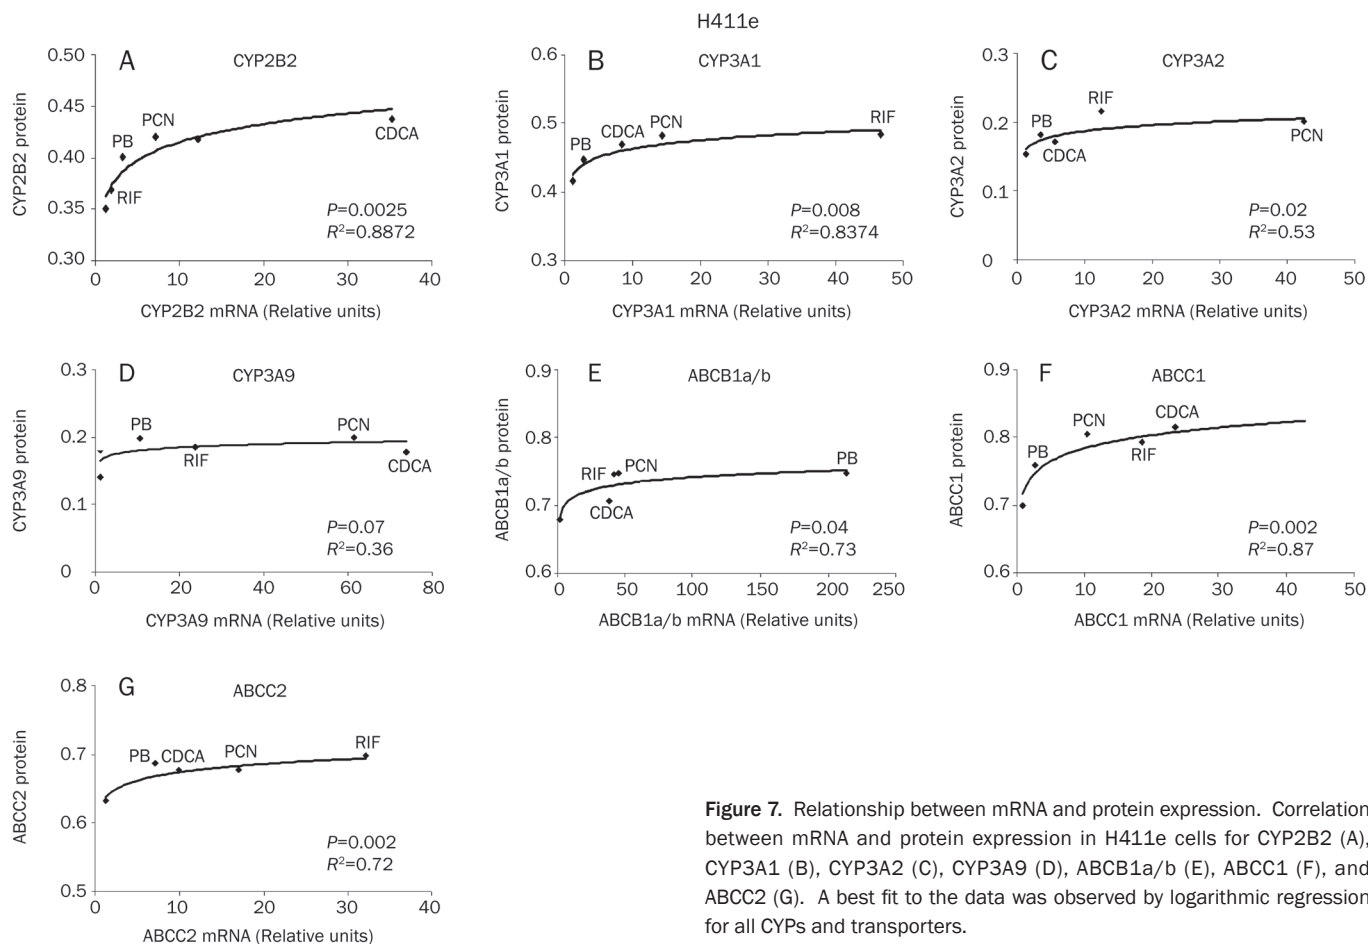 H411e
A
CYP2B2
0.50
0.45
0.40
0.35
0.30
CYP2B2 protein
PB
PCN
RIF
CDCA
P=0.0025
R²=0.8872
0 10 20 30 40
CYP2B2 mRNA (Relative units)
B
CYP3A1
0.6
0.5
0.4
0.3
CYP3A1 protein
PB
CDCA
PCN
RIF
P=0.008
R²=0.8374
0 10 20 30 40 50
CYP3A1 mRNA (Relative units)
C
CYP3A2
0.3
0.2
0.1
0
CYP3A2 protein
PB
CDCA
RIF
PCN
P=0.02
R²=0.53
0 10 20 30 40 50
CYP3A2 mRNA (Relative units)
D
CYP3A9
0.3
0.2
0.1
0
CYP3A9 protein
PB
RIF
PCN
CDCA
P=0.07
R²=0.36
0 20 40 60 80
CYP3A9 mRNA (Relative units)
E
ABCB1a/b
0.9
0.8
0.7
0.6
ABCB1a/b protein
RIF
PCN
CDCA
PB
P=0.04
R²=0.73
0 50 100 150 200 250
ABCB1a/b mRNA (Relative units)
F
ABCC1
0.9
0.8
0.7
0.6
ABCC1 protein
PB
PCN
RIF
CDCA
P=0.002
R²=0.87
0 10 20 30 40 50
ABCC1 mRNA (Relative units)
G
ABCC2
0.8
0.7
0.6
0.5
ABCC2 protein
PB
CDCA
PCN
RIF
P=0.002
R²=0.72
0 10 20 30 40
ABCC2 mRNA (Relative units)
Figure 7. Relationship between mRNA and protein expression. Correlation
between mRNA and protein expression in H411e cells for CYP2B2 (A),
CYP3A1 (B), CYP3A2 (C), CYP3A9 (D), ABCB1a/b (E), ABCC1 (F), and
ABCC2 (G). A best fit to the data was observed by logarithmic regression
for all CYPs and transporters.